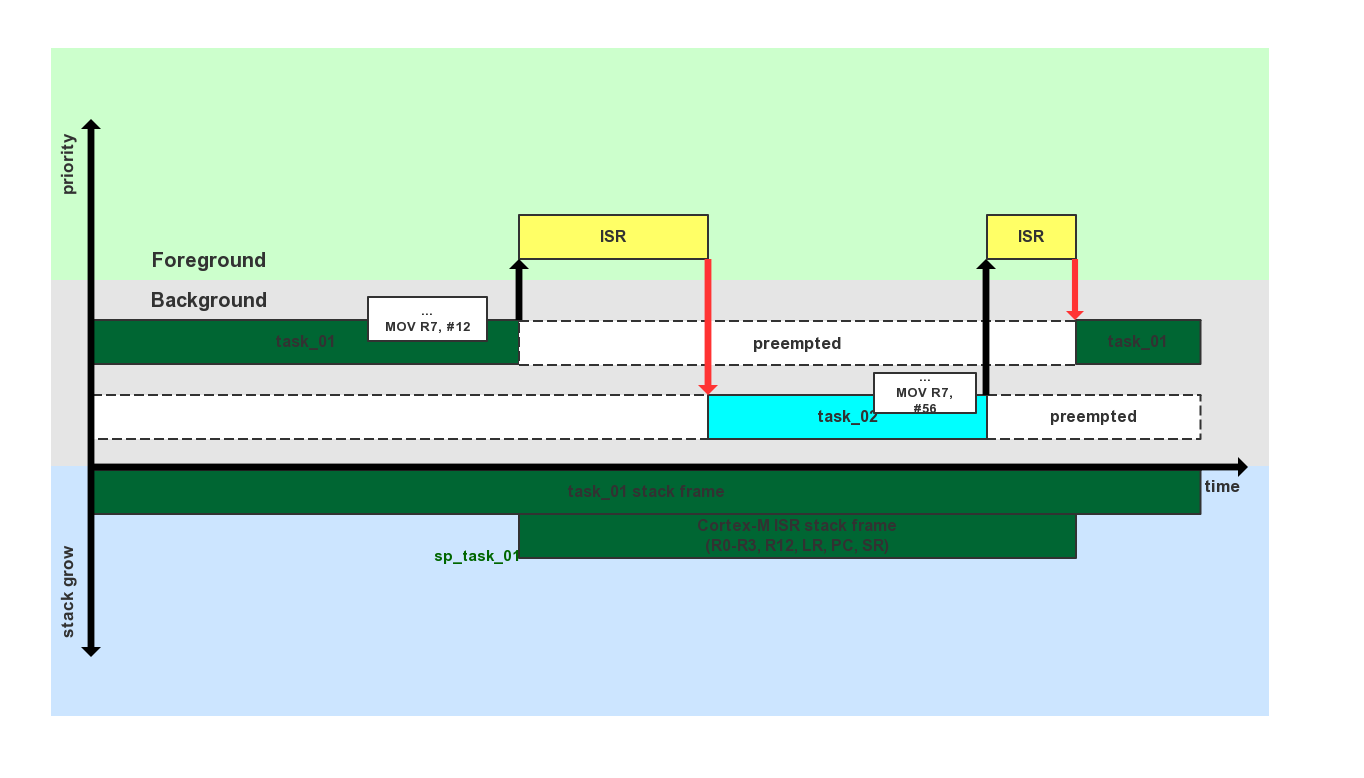 priority
ISR
ISR
Foreground
Background
...
MOV R7, #12
task_01
preempted
task_01
...
MOV R7,
#56
task_02
preempted
time
task_01 stack frame
Cortex-M ISR stack frame
(R0-R3, R12, LR, PC, SR)
sp_task_01
stack grow